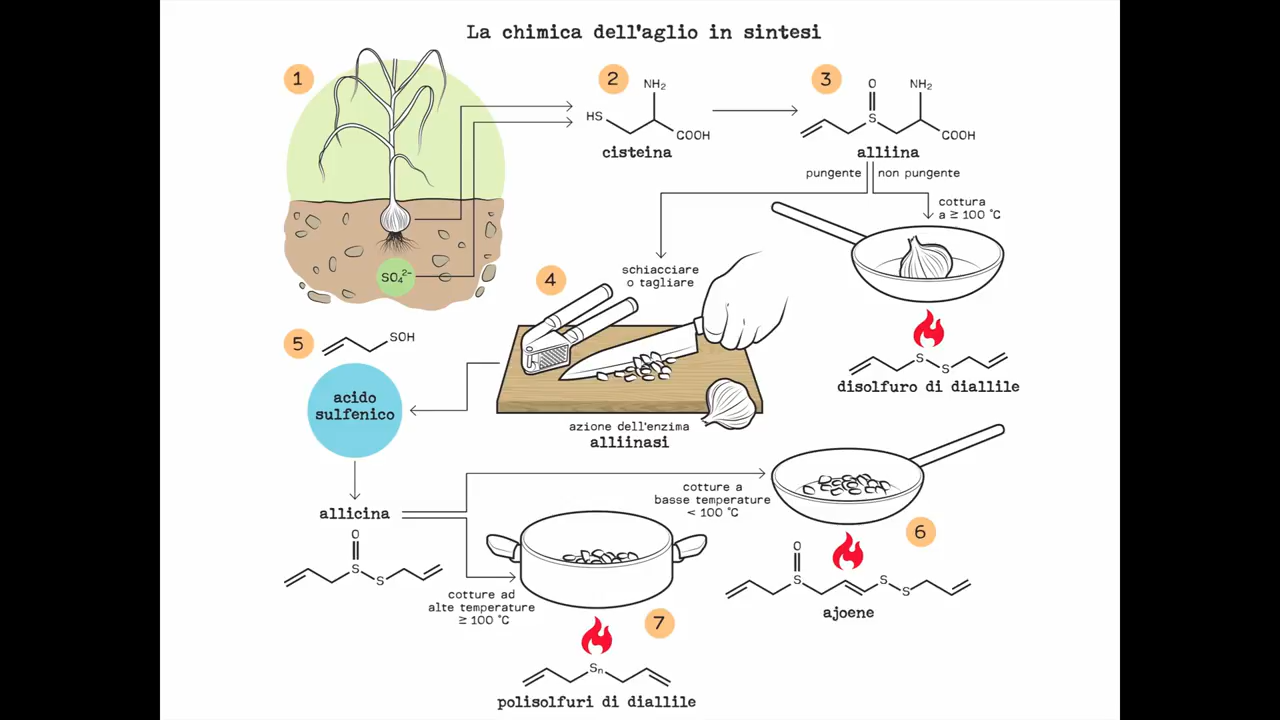 La chimica dell'aglio in sintesi
1
SO₄²⁻
2
NH₂
HS
COOH
cisteina
3
O
NH₂
S
COOH
alliina
pungente
non pungente
cottura
a ≥ 100 °C
S
S
disolfuro di diallile
4
schiacciare
o tagliare
azione dell'enzima
alliinasi
5
SOH
acido
sulfenico
allicina
O
S
S
cotture a
basse temperature
< 100 °C
6
O
S
S
S
ajoene
cotture ad
alte temperature
≥ 100 °C
7
Sₙ
polisolfuri di diallile